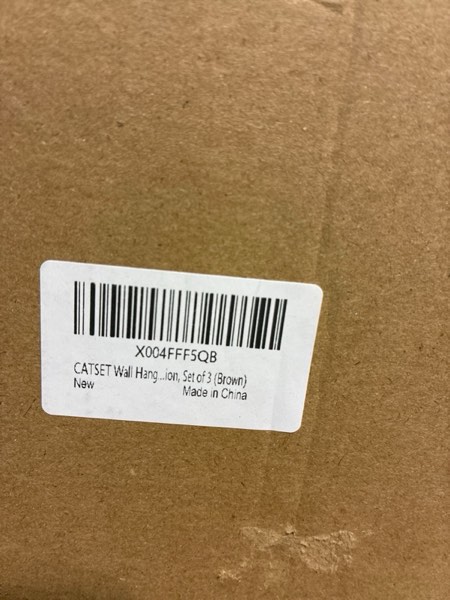 X004FFF5QB
CATSET Wall Hang...ion, Set of 3 (Brown)
New
Made in China